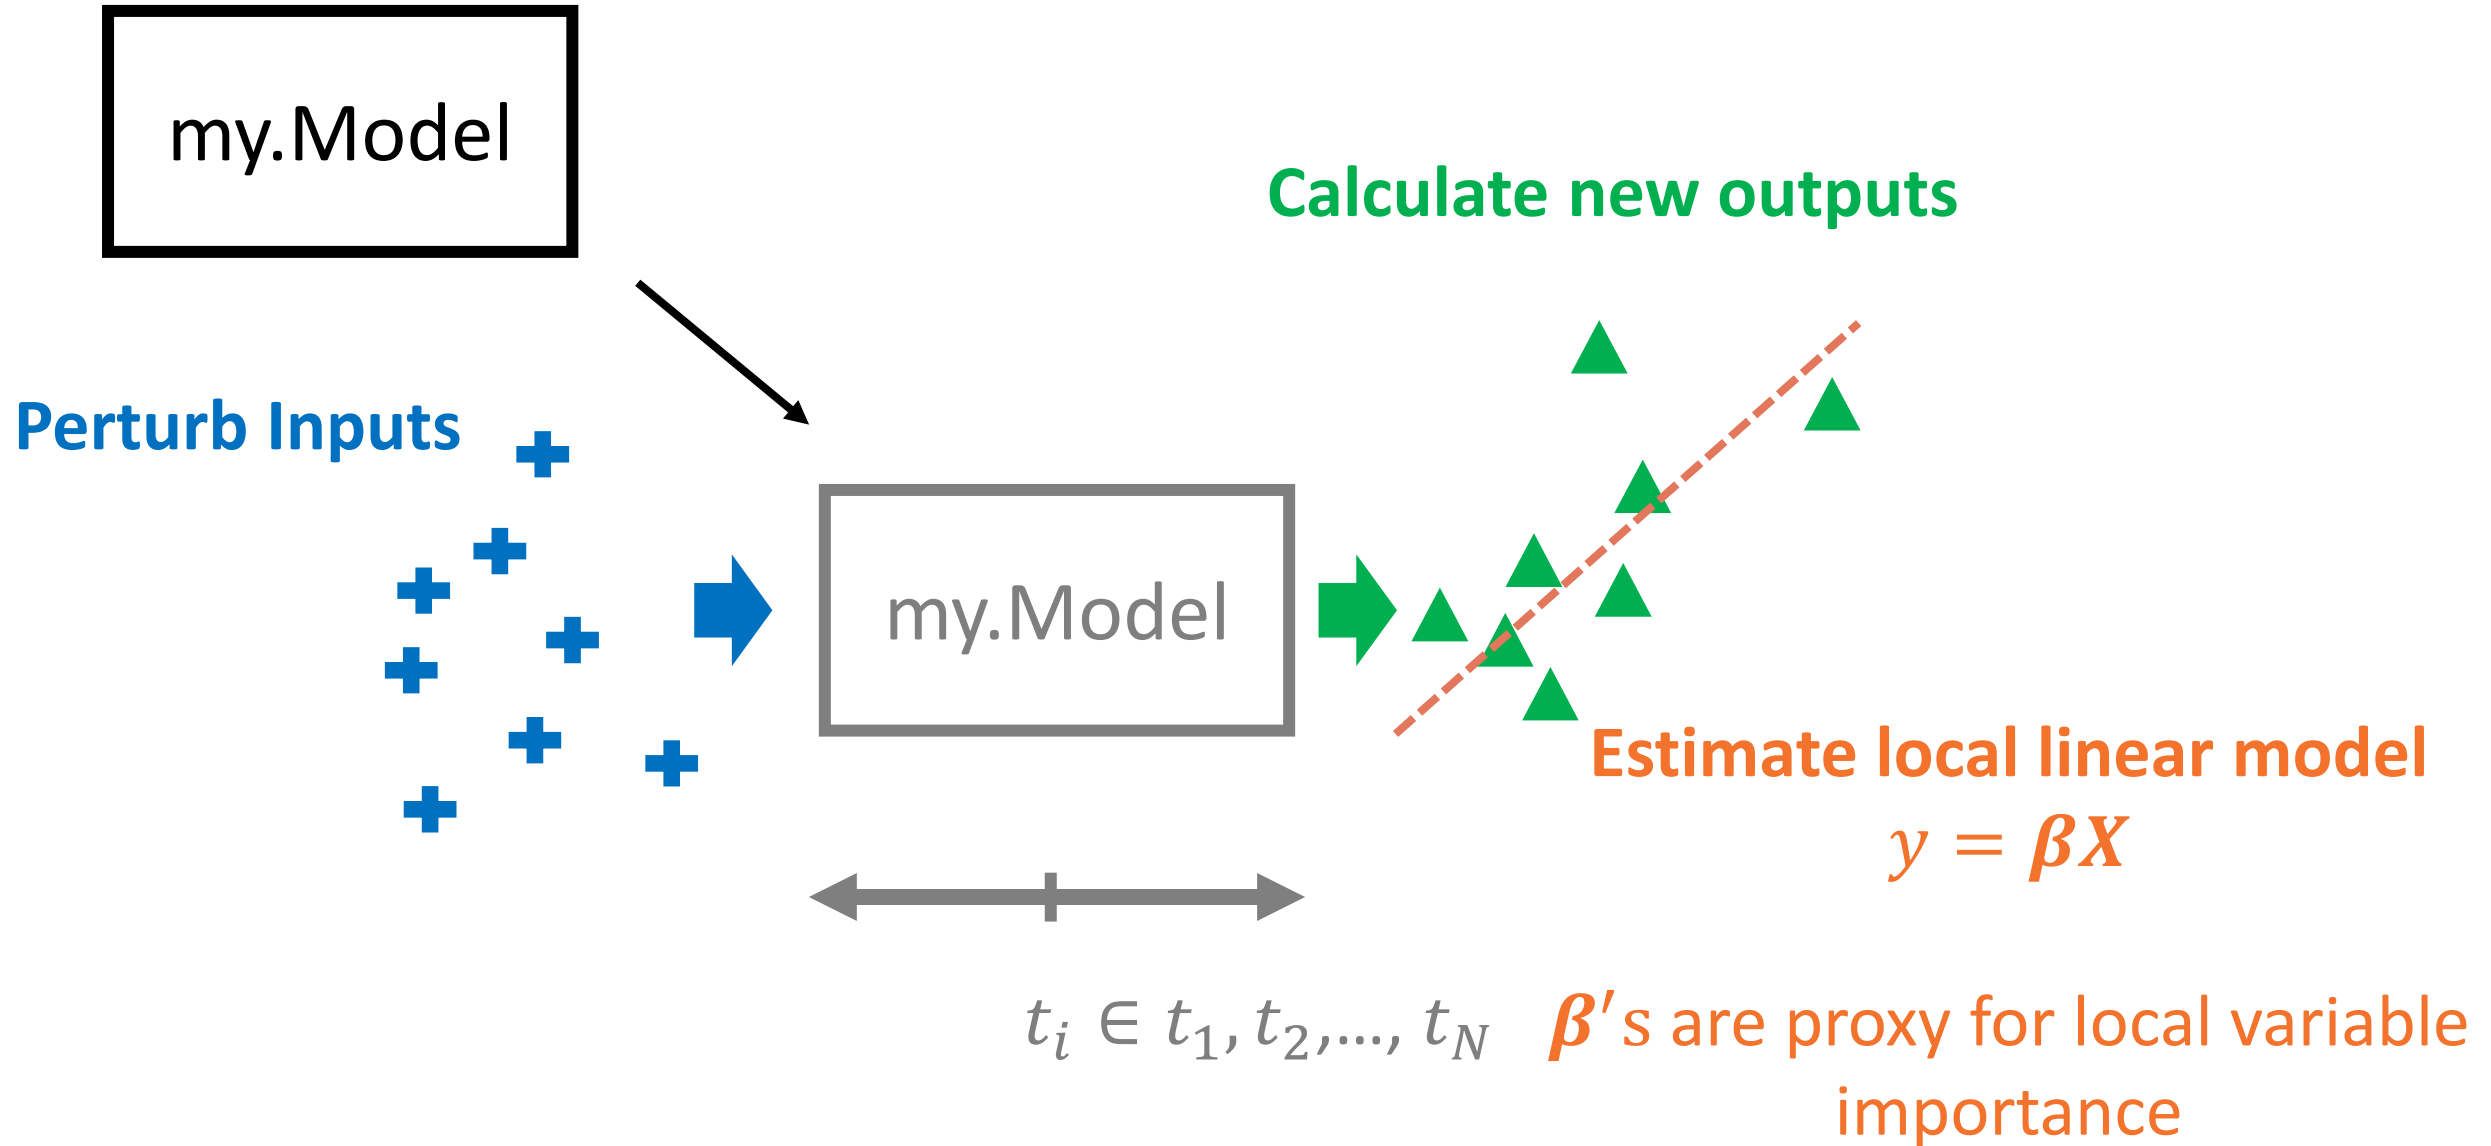 my.Model
Calculate new outputs
Perturb Inputs
my.Model
Estimate local linear model
y = βX
tᵢ ∈ t₁, t₂,…, t_N
β′s are proxy for local variable
importance